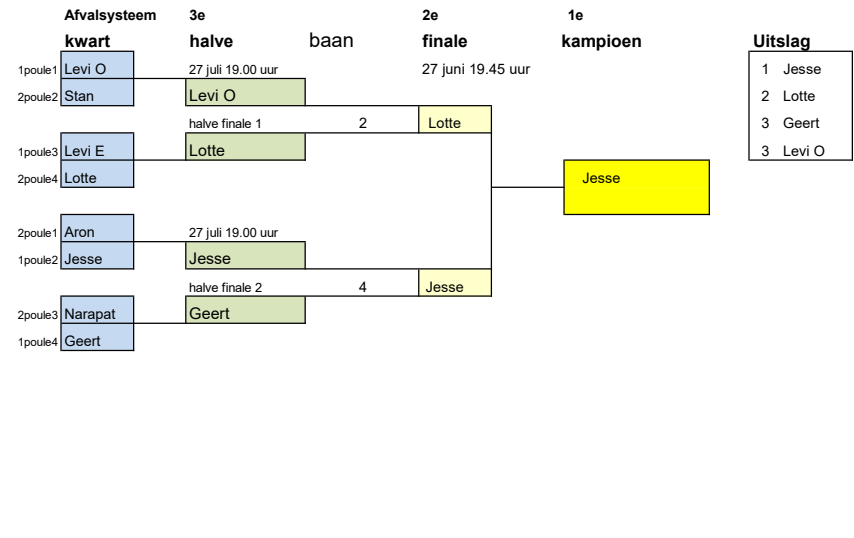 Afvalsysteem 3e 2e 1e
kwart halve baan finale kampioen Uitslag
1poule1 Levi O 27 juli 19.00 uur 27 juni 19.45 uur 1 Jesse
2poule2 Stan Levi O 2 Lotte
halve finale 1 2 Lotte 3 Geert
1poule3 Levi E Lotte 3 Levi O
2poule4 Lotte Jesse
2poule1 Aron 27 juli 19.00 uur
1poule2 Jesse Jesse
halve finale 2 4 Jesse
2poule3 Narapat Geert
1poule4 Geert